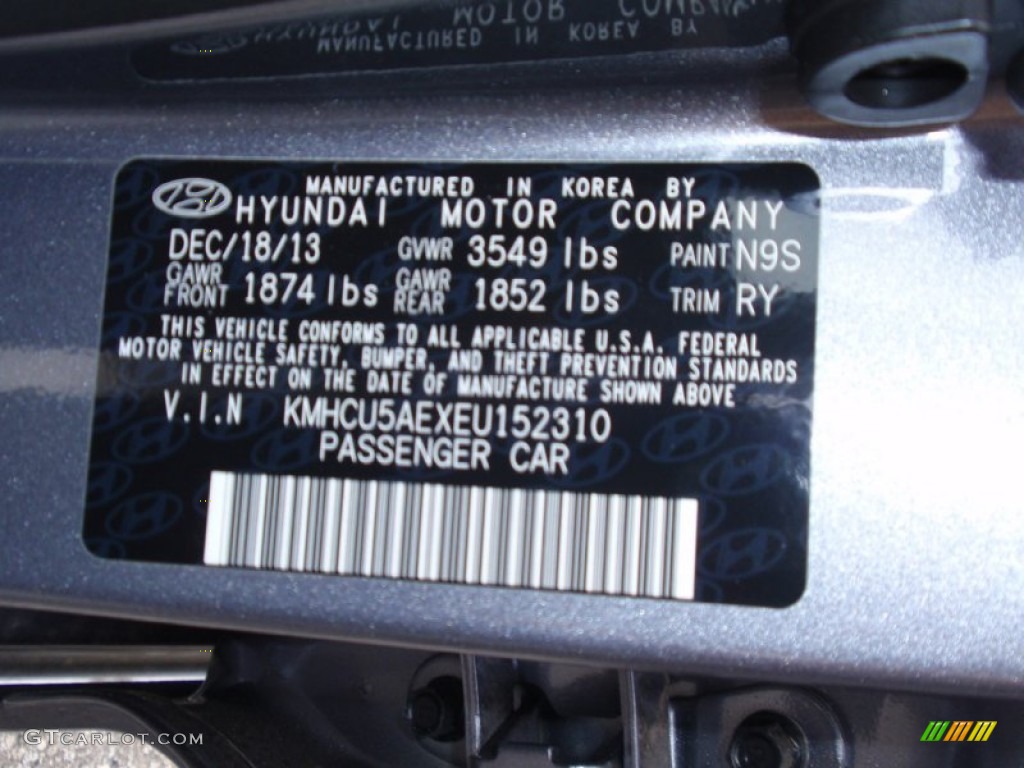 MANUFACTURED IN KOREA BY
HYUNDAI MOTOR COMPANY
DEC/18/13 GVWR 3549 lbs PAINT N9S
GAWR FRONT 1874 lbs GAWR REAR 1852 lbs TRIM RY
THIS VEHICLE CONFORMS TO ALL APPLICABLE U.S.A. FEDERAL
MOTOR VEHICLE SAFETY, BUMPER, AND THEFT PREVENTION STANDARDS
IN EFFECT ON THE DATE OF MANUFACTURE SHOWN ABOVE
V.I.N KMHCU5AEXEU152310
PASSENGER CAR
GTCARLOT.COM